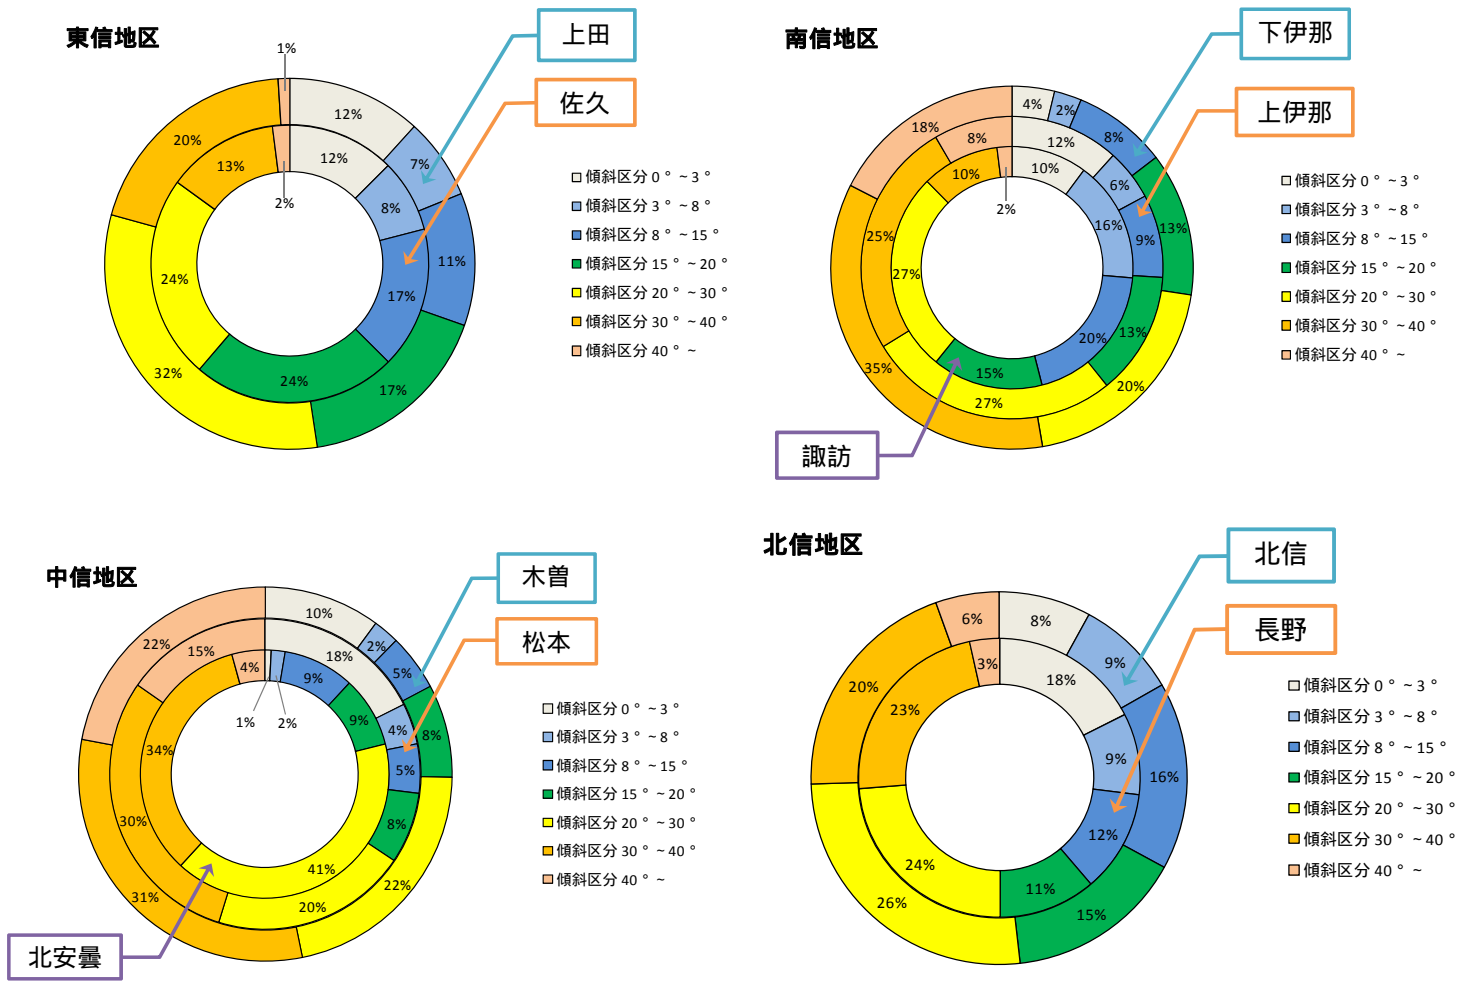 東信地区
上田
佐久
1%
12%
7%
11%
17%
32%
20%
12%
8%
17%
24%
24%
13%
2%
傾斜区分 0 ° ~ 3 °
傾斜区分 3 ° ~ 8 °
傾斜区分 8 ° ~ 15 °
傾斜区分 15 ° ~ 20 °
傾斜区分 20 ° ~ 30 °
傾斜区分 30 ° ~ 40 °
傾斜区分 40 ° ~
南信地区
下伊那
上伊那
諏訪
4%
2%
8%
13%
20%
35%
18%
12%
6%
9%
13%
27%
25%
8%
10%
16%
20%
15%
27%
10%
2%
傾斜区分 0 ° ~ 3 °
傾斜区分 3 ° ~ 8 °
傾斜区分 8 ° ~ 15 °
傾斜区分 15 ° ~ 20 °
傾斜区分 20 ° ~ 30 °
傾斜区分 30 ° ~ 40 °
傾斜区分 40 ° ~
中信地区
木曽
松本
北安曇
10%
2%
5%
8%
22%
31%
22%
18%
4%
5%
8%
20%
30%
15%
1%
2%
9%
9%
41%
34%
4%
傾斜区分 0 ° ~ 3 °
傾斜区分 3 ° ~ 8 °
傾斜区分 8 ° ~ 15 °
傾斜区分 15 ° ~ 20 °
傾斜区分 20 ° ~ 30 °
傾斜区分 30 ° ~ 40 °
傾斜区分 40 ° ~
北信地区
北信
長野
8%
9%
16%
15%
26%
20%
6%
18%
9%
12%
11%
24%
23%
3%
傾斜区分 0 ° ~ 3 °
傾斜区分 3 ° ~ 8 °
傾斜区分 8 ° ~ 15 °
傾斜区分 15 ° ~ 20 °
傾斜区分 20 ° ~ 30 °
傾斜区分 30 ° ~ 40 °
傾斜区分 40 ° ~